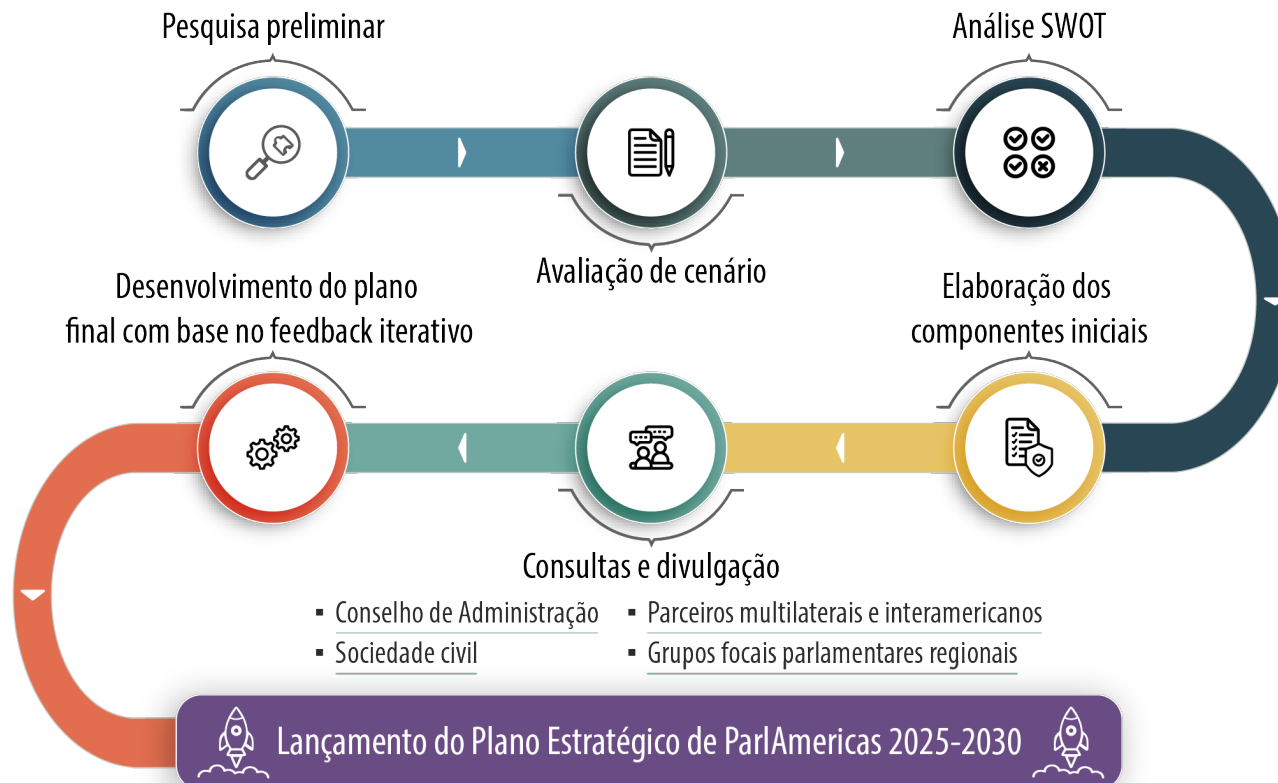 Pesquisa preliminar
Análise SWOT
Avaliação de cenário
Elaboração dos
componentes iniciais
Desenvolvimento do plano
final com base no feedback iterativo
Consultas e divulgação
▪ Conselho de Administração
▪ Sociedade civil
▪ Parceiros multilaterais e interamericanos
▪ Grupos focais parlamentares regionais
Lançamento do Plano Estratégico de ParlAmericas 2025-2030